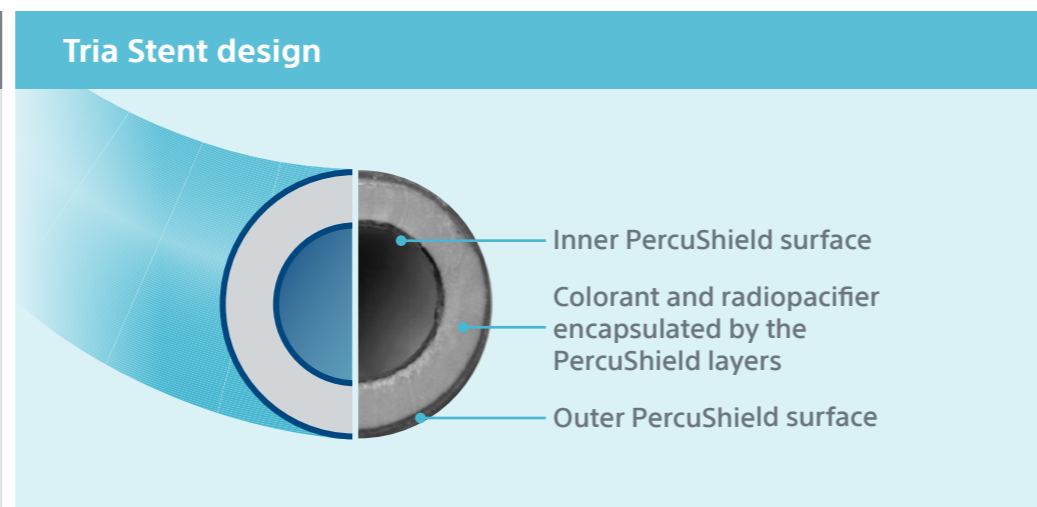 Tria Stent design
Inner PercuShield surface
Colorant and radiopacifier
encapsulated by the
PercuShield layers
Outer PercuShield surface